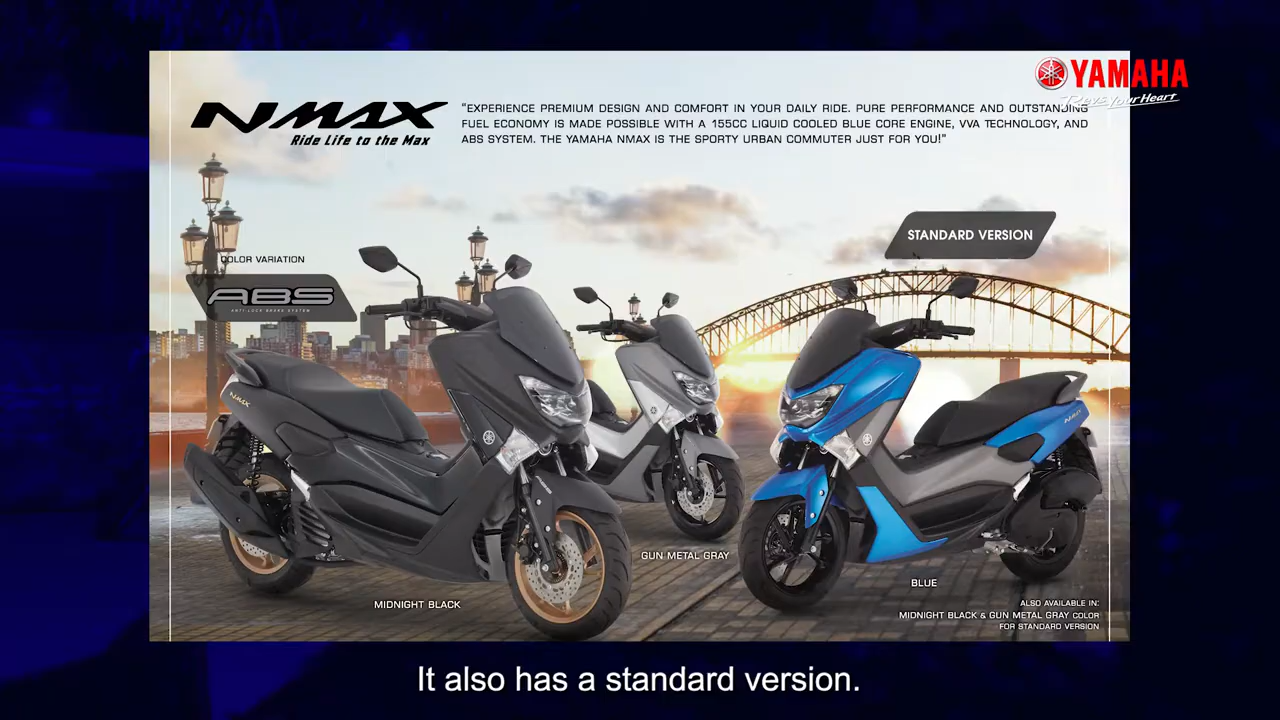 YAMAHA
Revs Your Heart
NMAX
Ride Life to the Max
"EXPERIENCE PREMIUM DESIGN AND COMFORT IN YOUR DAILY RIDE. PURE PERFORMANCE AND OUTSTANDING
FUEL ECONOMY IS MADE POSSIBLE WITH A 155CC LIQUID COOLED BLUE CORE ENGINE, VVA TECHNOLOGY, AND
ABS SYSTEM. THE YAMAHA NMAX IS THE SPORTY URBAN COMMUTER JUST FOR YOU!"
STANDARD VERSION
COLOR VARIATION
ABS
ANTI-LOCK BRAKE SYSTEM
NMAX
NMAX
GUN METAL GRAY
BLUE
MIDNIGHT BLACK
ALSO AVAILABLE IN:
MIDNIGHT BLACK & GUN METAL GRAY COLOR
FOR STANDARD VERSION
It also has a standard version.